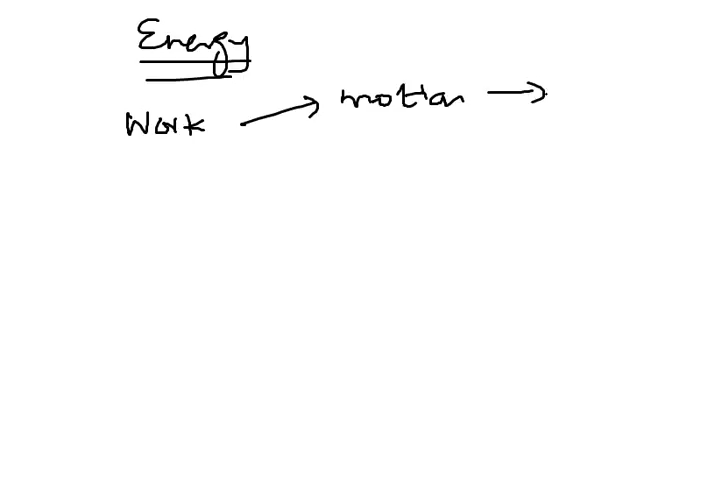 Energy
Work → motion →